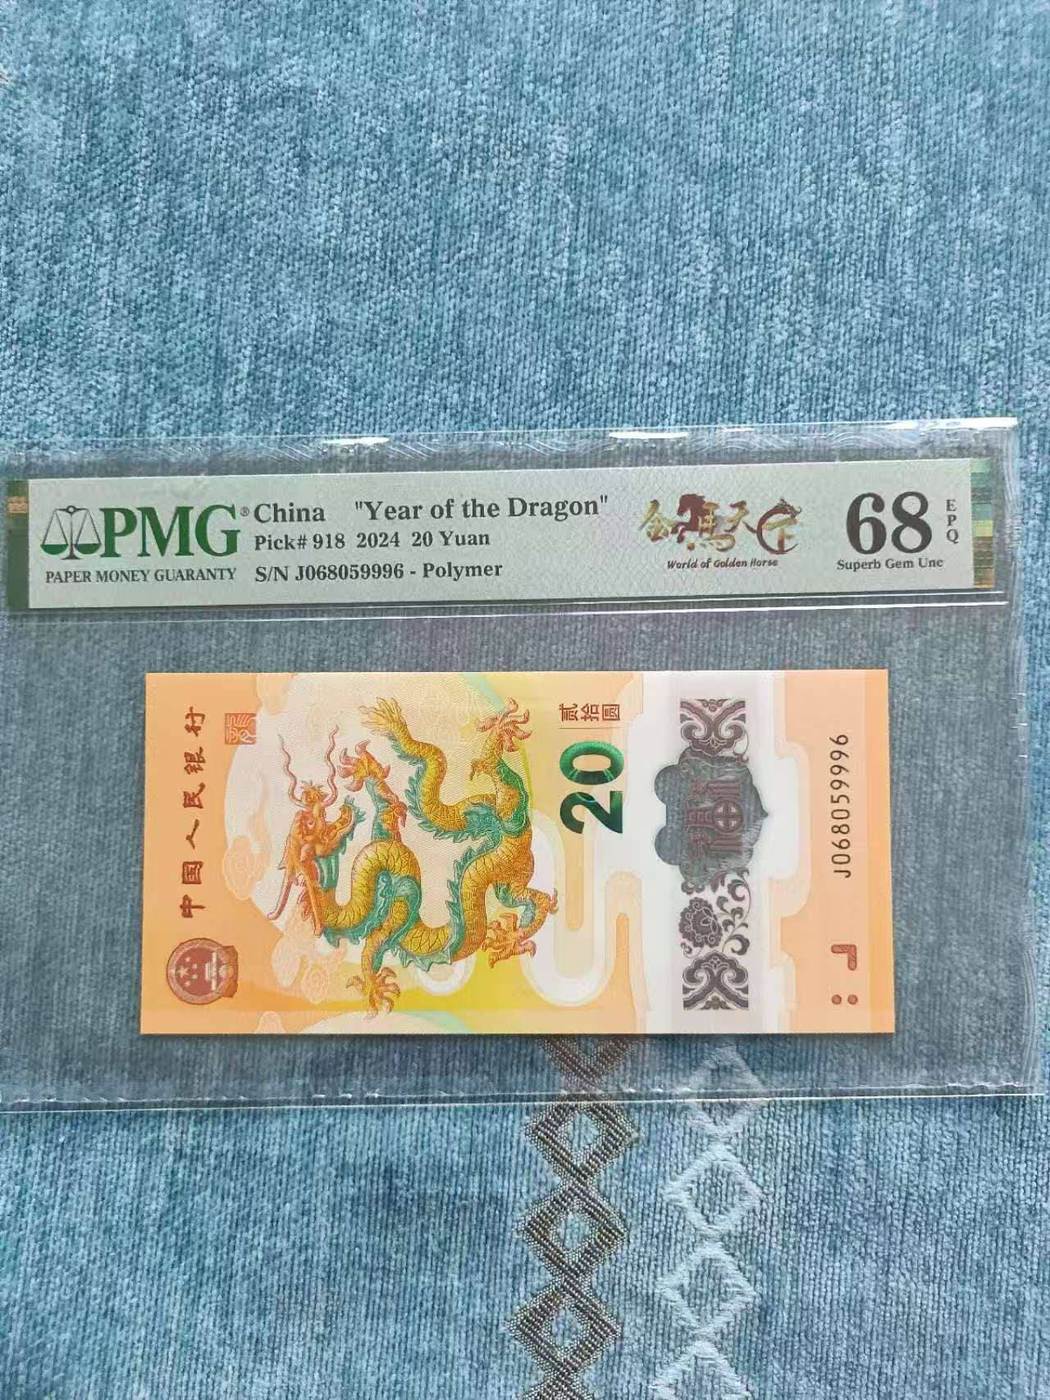 PMG®
PAPER MONEY GUARANTY
China "Year of the Dragon"
Pick# 918 2024 20 Yuan
S/N J068059996 - Polymer
金馬天下
World of Golden Horse
68
EPQ
Superb Gem Unc
中国人民银行
贰拾圆
20
J068059996